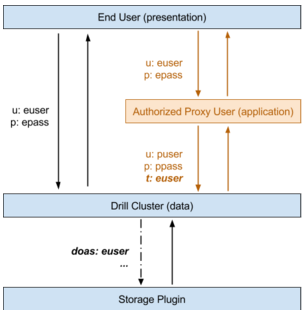 End User (presentation)
u: euser
p: epass
u: euser
p: epass
Authorized Proxy User (application)
u: puser
p: ppass
t: euser
Drill Cluster (data)
doas: euser
...
Storage Plugin